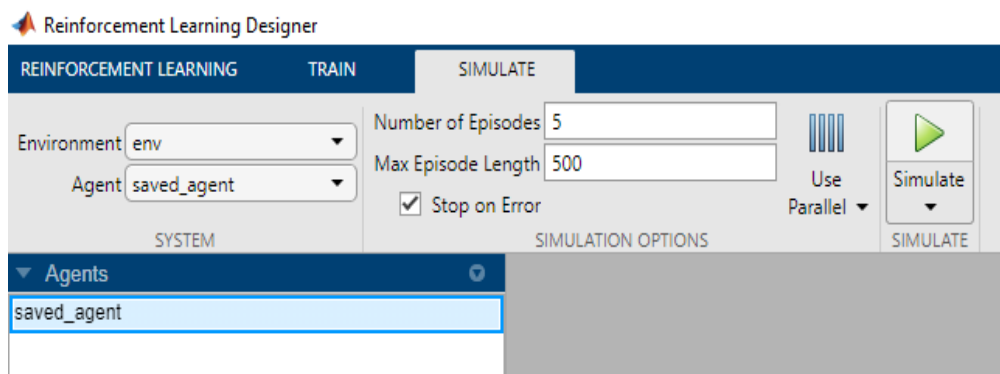 Reinforcement Learning Designer
REINFORCEMENT LEARNING TRAIN SIMULATE
Environment env
Agent saved_agent
SYSTEM
Number of Episodes 5
Max Episode Length 500
Stop on Error
Use
Parallel
SIMULATION OPTIONS
Simulate
SIMULATE
Agents
saved_agent